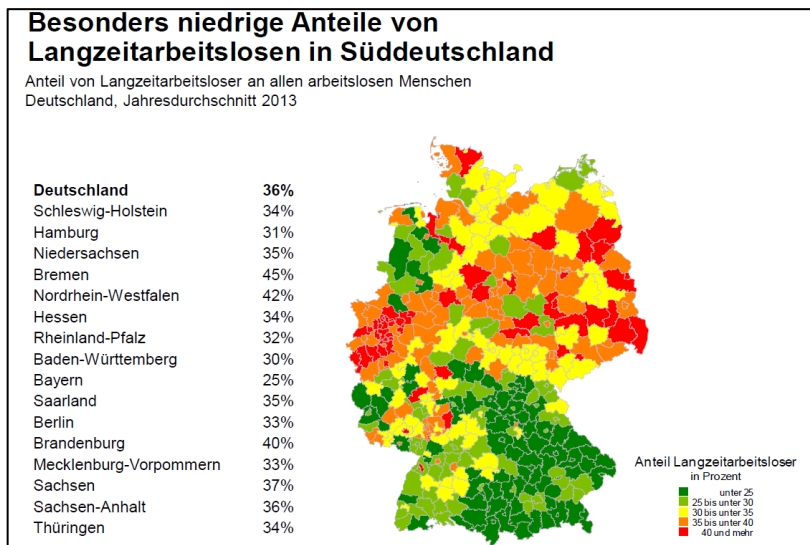 Besonders niedrige Anteile von
Langzeitarbeitslosen in Süddeutschland
Anteil von Langzeitarbeitsloser an allen arbeitslosen Menschen
Deutschland, Jahresdurchschnitt 2013
Deutschland 36%
Schleswig-Holstein 34%
Hamburg 31%
Niedersachsen 35%
Bremen 45%
Nordrhein-Westfalen 42%
Hessen 34%
Rheinland-Pfalz 32%
Baden-Württemberg 30%
Bayern 25%
Saarland 35%
Berlin 33%
Brandenburg 40%
Mecklenburg-Vorpommern 33%
Sachsen 37%
Sachsen-Anhalt 36%
Thüringen 34%
Anteil Langzeitarbeitsloser
in Prozent
unter 25
25 bis unter 30
30 bis unter 35
35 bis unter 40
40 und mehr